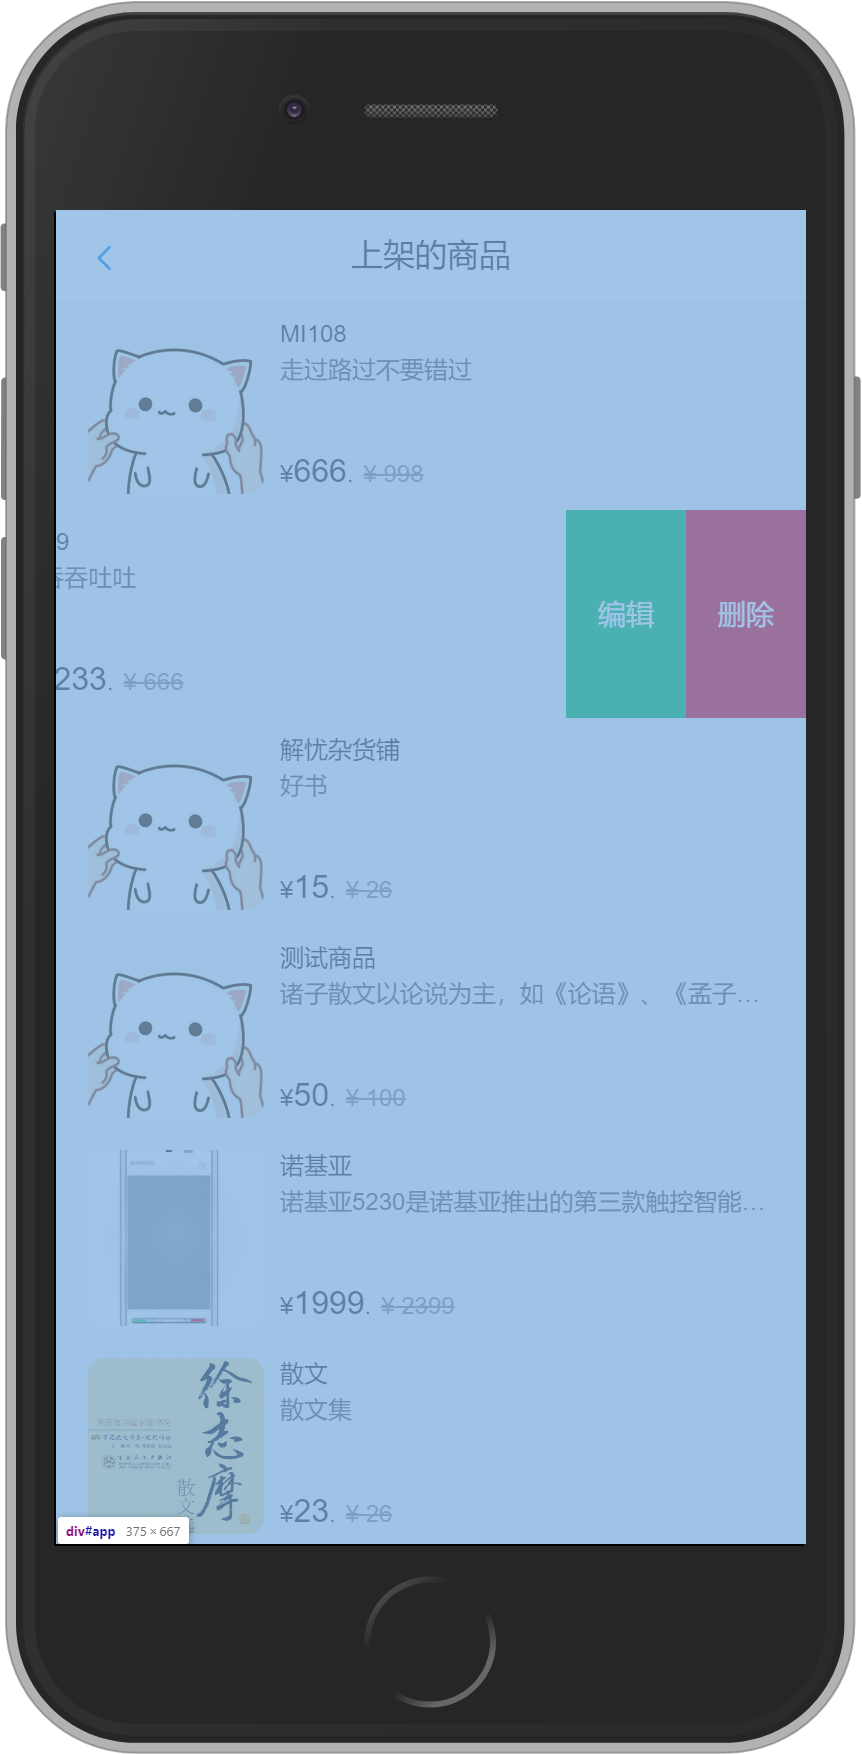 上架的商品
MI108
走过路过不要错过
¥666. ¥ 998
9
吞吐吐
233. ¥ 666
编辑
删除
解忧杂货铺
好书
¥15. ¥ 26
测试商品
诸子散文以论说为主，如《论语》、《孟子...
¥50. ¥ 100
诺基亚
诺基亚5230是诺基亚推出的第三款触控智能...
¥1999. ¥ 2399
散文
散文集
徐志摩
散文
¥23. ¥ 26
div#app 375 × 667